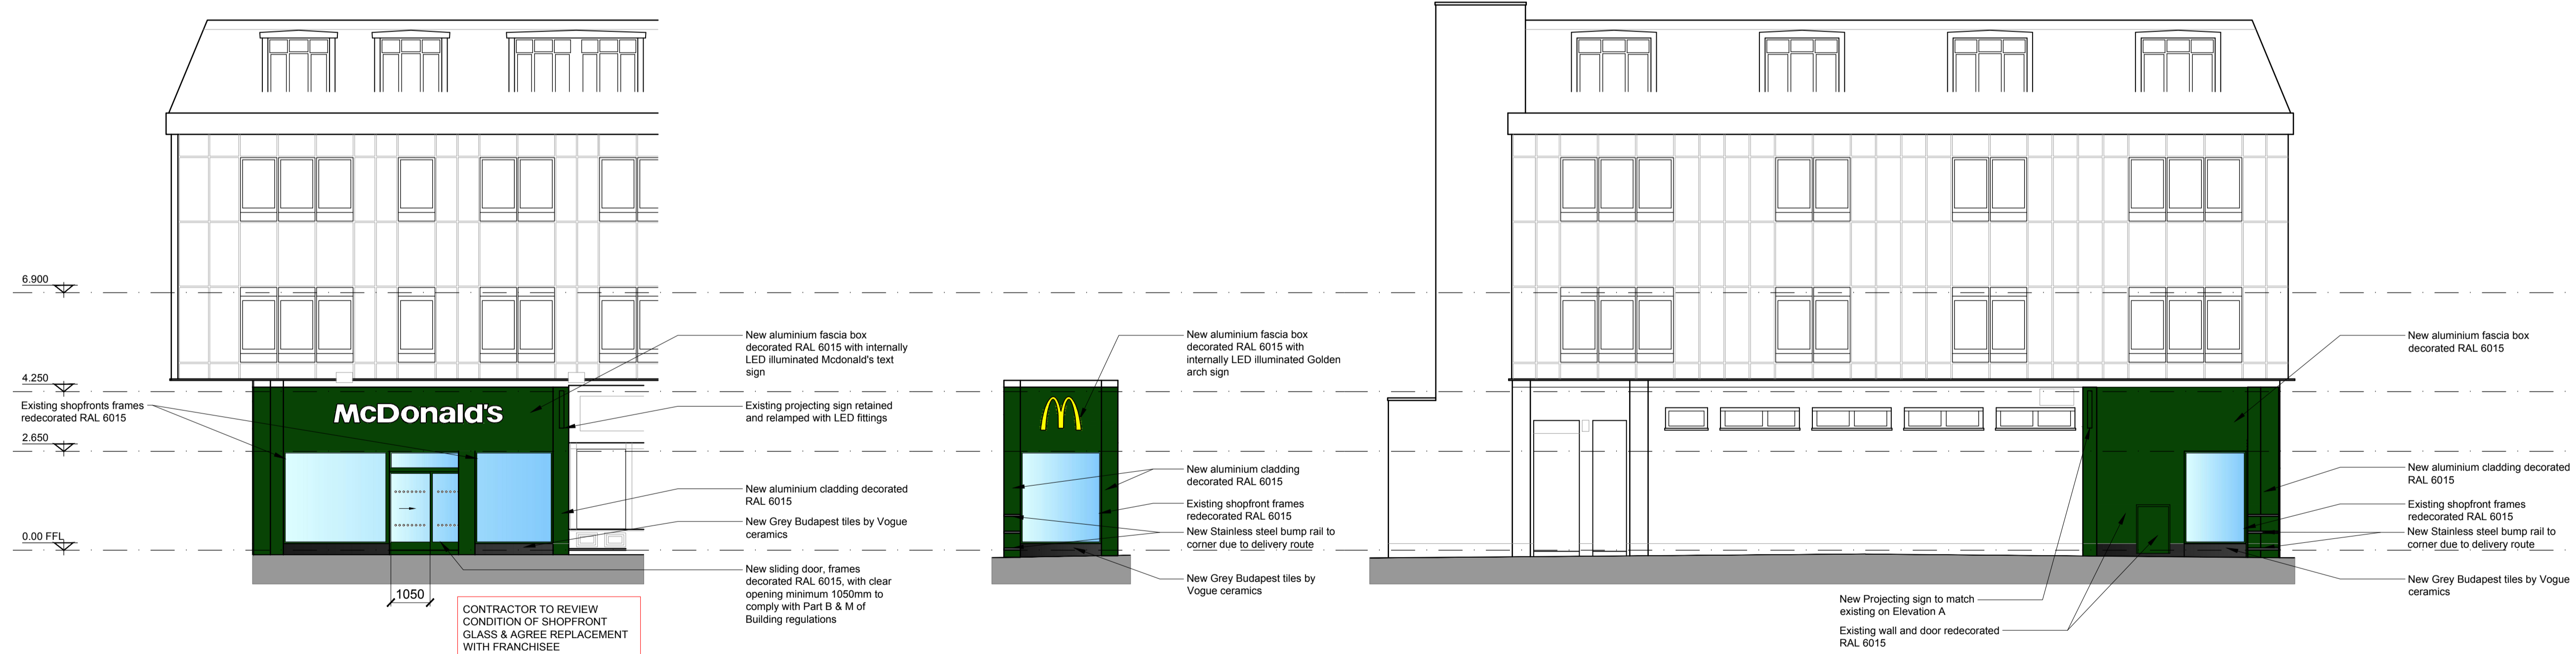 6.900
4.250
2.650
0.00 FFL
Existing shopfronts frames
redecorated RAL 6015
McDonald's
1050
CONTRACTOR TO REVIEW
CONDITION OF SHOPFRONT
GLASS & AGREE REPLACEMENT
WITH FRANCHISEE
New aluminium fascia box
decorated RAL 6015 with internally
LED illuminated Mcdonald's text
sign
Existing projecting sign retained
and relamped with LED fittings
New aluminium cladding decorated
RAL 6015
New Grey Budapest tiles by Vogue
ceramics
New sliding door, frames
decorated RAL 6015, with clear
opening minimum 1050mm to
comply with Part B & M of
Building regulations
New aluminium fascia box
decorated RAL 6015 with
internally LED illuminated Golden
arch sign
New aluminium cladding
decorated RAL 6015
Existing shopfront frames
redecorated RAL 6015
New Stainless steel bump rail to
corner due to delivery route
New Grey Budapest tiles by
Vogue ceramics
New Projecting sign to match
existing on Elevation A
Existing wall and door redecorated
RAL 6015
New aluminium fascia box
decorated RAL 6015
New aluminium cladding decorated
RAL 6015
Existing shopfront frames
redecorated RAL 6015
New Stainless steel bump rail to
corner due to delivery route
New Grey Budapest tiles by Vogue
ceramics